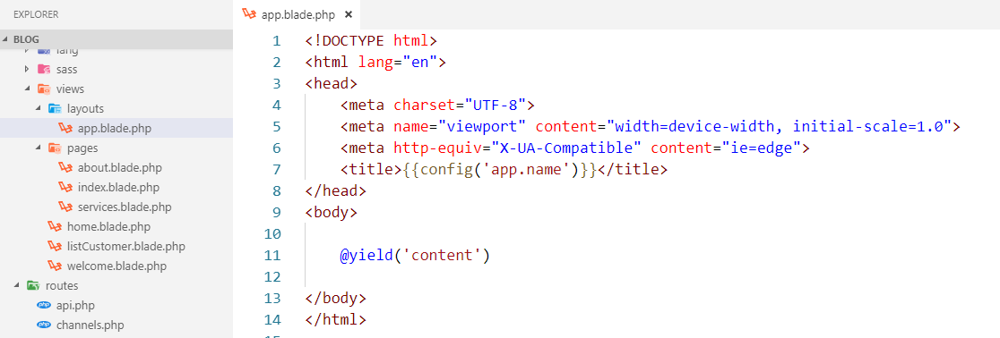 EXPLORER
BLOG
lang
sass
views
layouts
app.blade.php
pages
about.blade.php
index.blade.php
services.blade.php
home.blade.php
listCustomer.blade.php
welcome.blade.php
routes
php api.php
php channels.php
app.blade.php ×
1 <!DOCTYPE html>
2 <html lang="en">
3 <head>
4     <meta charset="UTF-8">
5     <meta name="viewport" content="width=device-width, initial-scale=1.0">
6     <meta http-equiv="X-UA-Compatible" content="ie=edge">
7     <title>{{config('app.name')}}</title>
8 </head>
9 <body>
10
11     @yield('content')
12
13 </body>
14 </html>
15